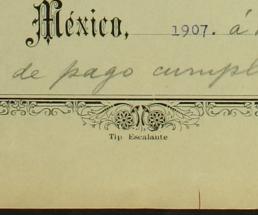 México, 1907. á
de pago cumpl
Tip Escalante